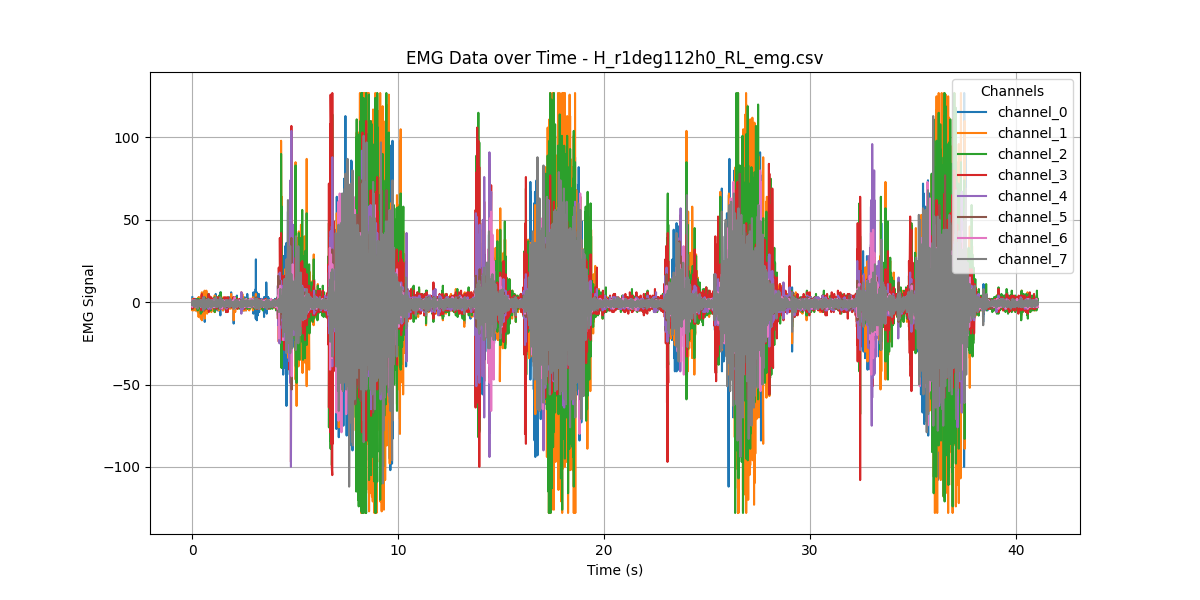 EMG Data over Time - H_r1deg112h0_RL_emg.csv
Channels
channel_0
channel_1
channel_2
channel_3
channel_4
channel_5
channel_6
channel_7
EMG Signal
100
50
0
−50
−100
0 10 20 30 40
Time (s)